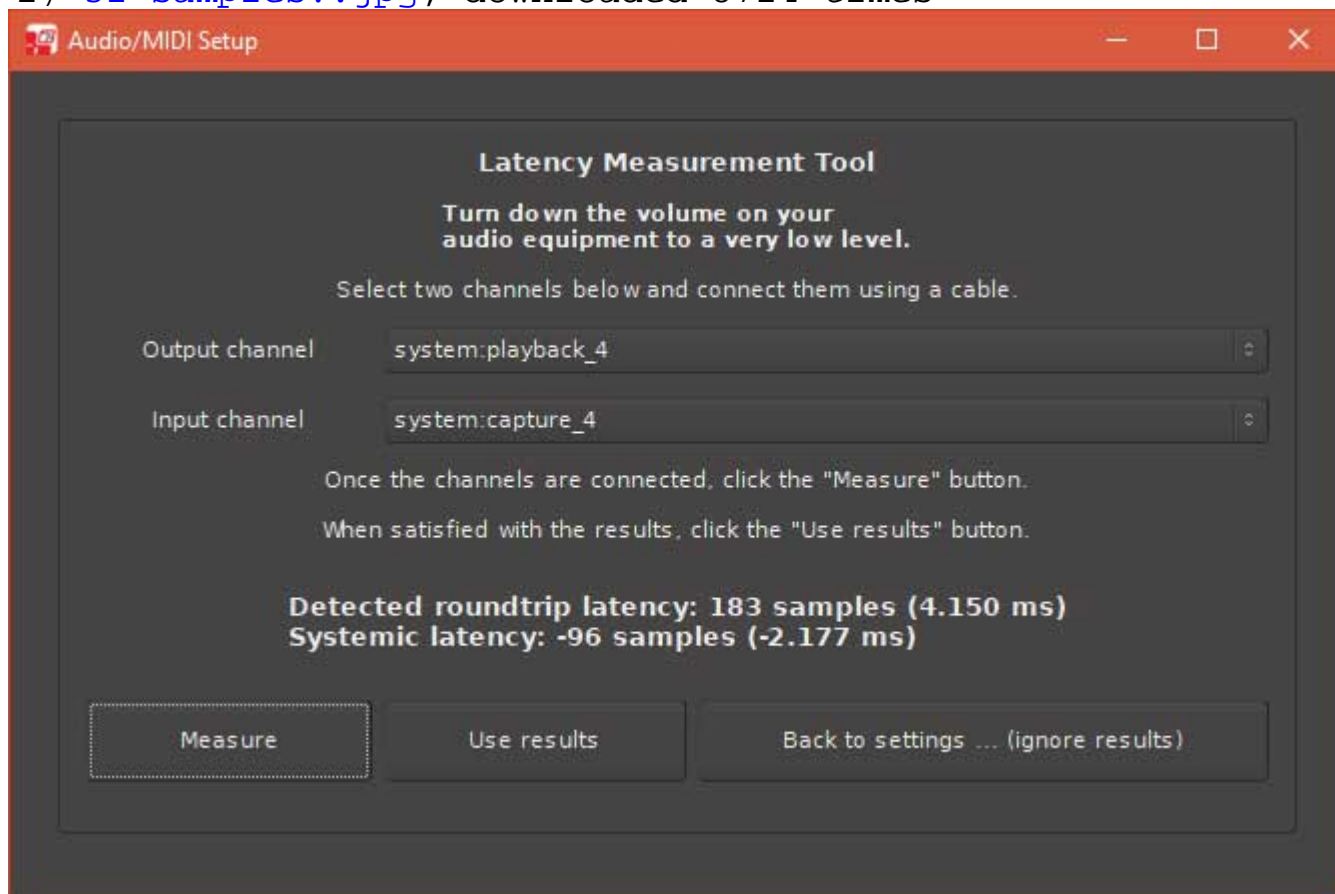 Audio/MIDI Setup
Latency Measurement Tool
Turn down the volume on your
audio equipment to a very low level.
Select two channels below and connect them using a cable.
Output channel system:playback_4
Input channel system:capture_4
Once the channels are connected, click the "Measure" button.
When satisfied with the results, click the "Use results" button.
Detected roundtrip latency: 183 samples (4.150 ms)
Systemic latency: -96 samples (-2.177 ms)
Measure Use results Back to settings ... (ignore results)